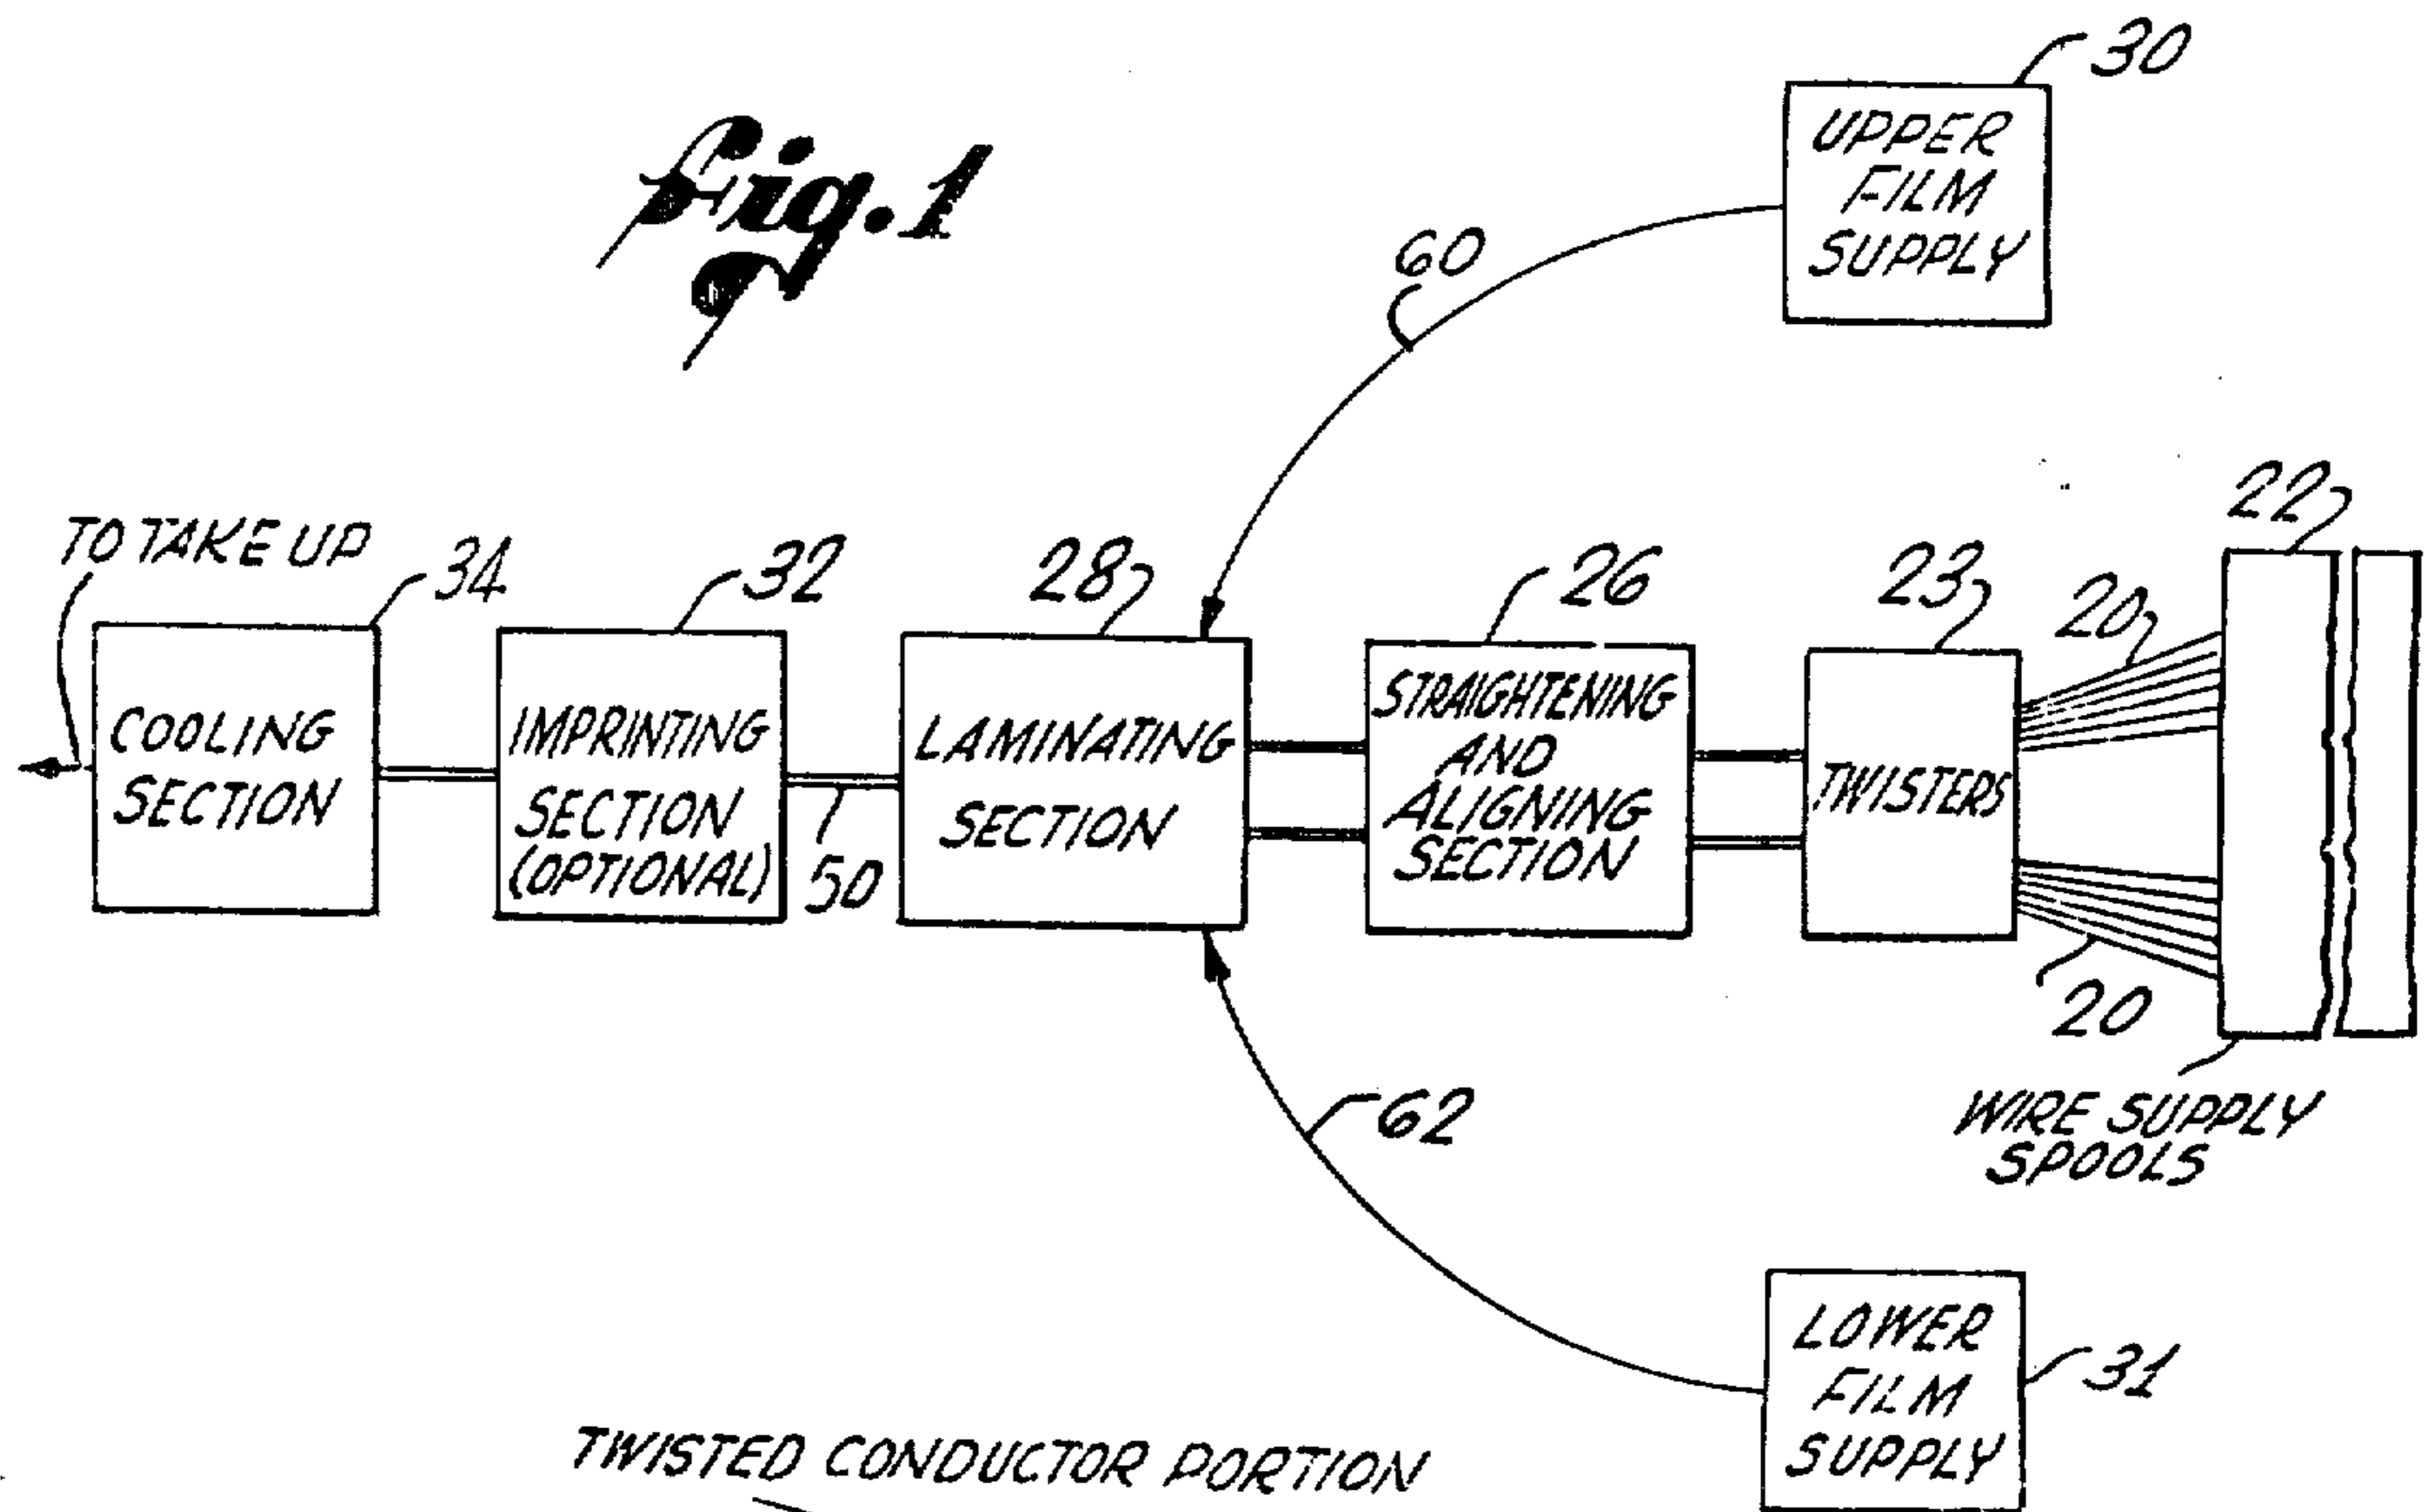 Fig.1
30
UPPER
FILM
SUPPLY
60
22
TO TAKE UP
34
32
28
26
23
20
COOLING
SECTION
IMPRINTING
SECTION
(OPTIONAL)
50
LAMINATING
SECTION
STRAIGHTENING
AND
ALIGNING
SECTION
TWISTERS
20
WIRE SUPPLY
SPOOLS
62
LOWER
FILM
SUPPLY
31
TWISTED CONDUCTOR PORTION